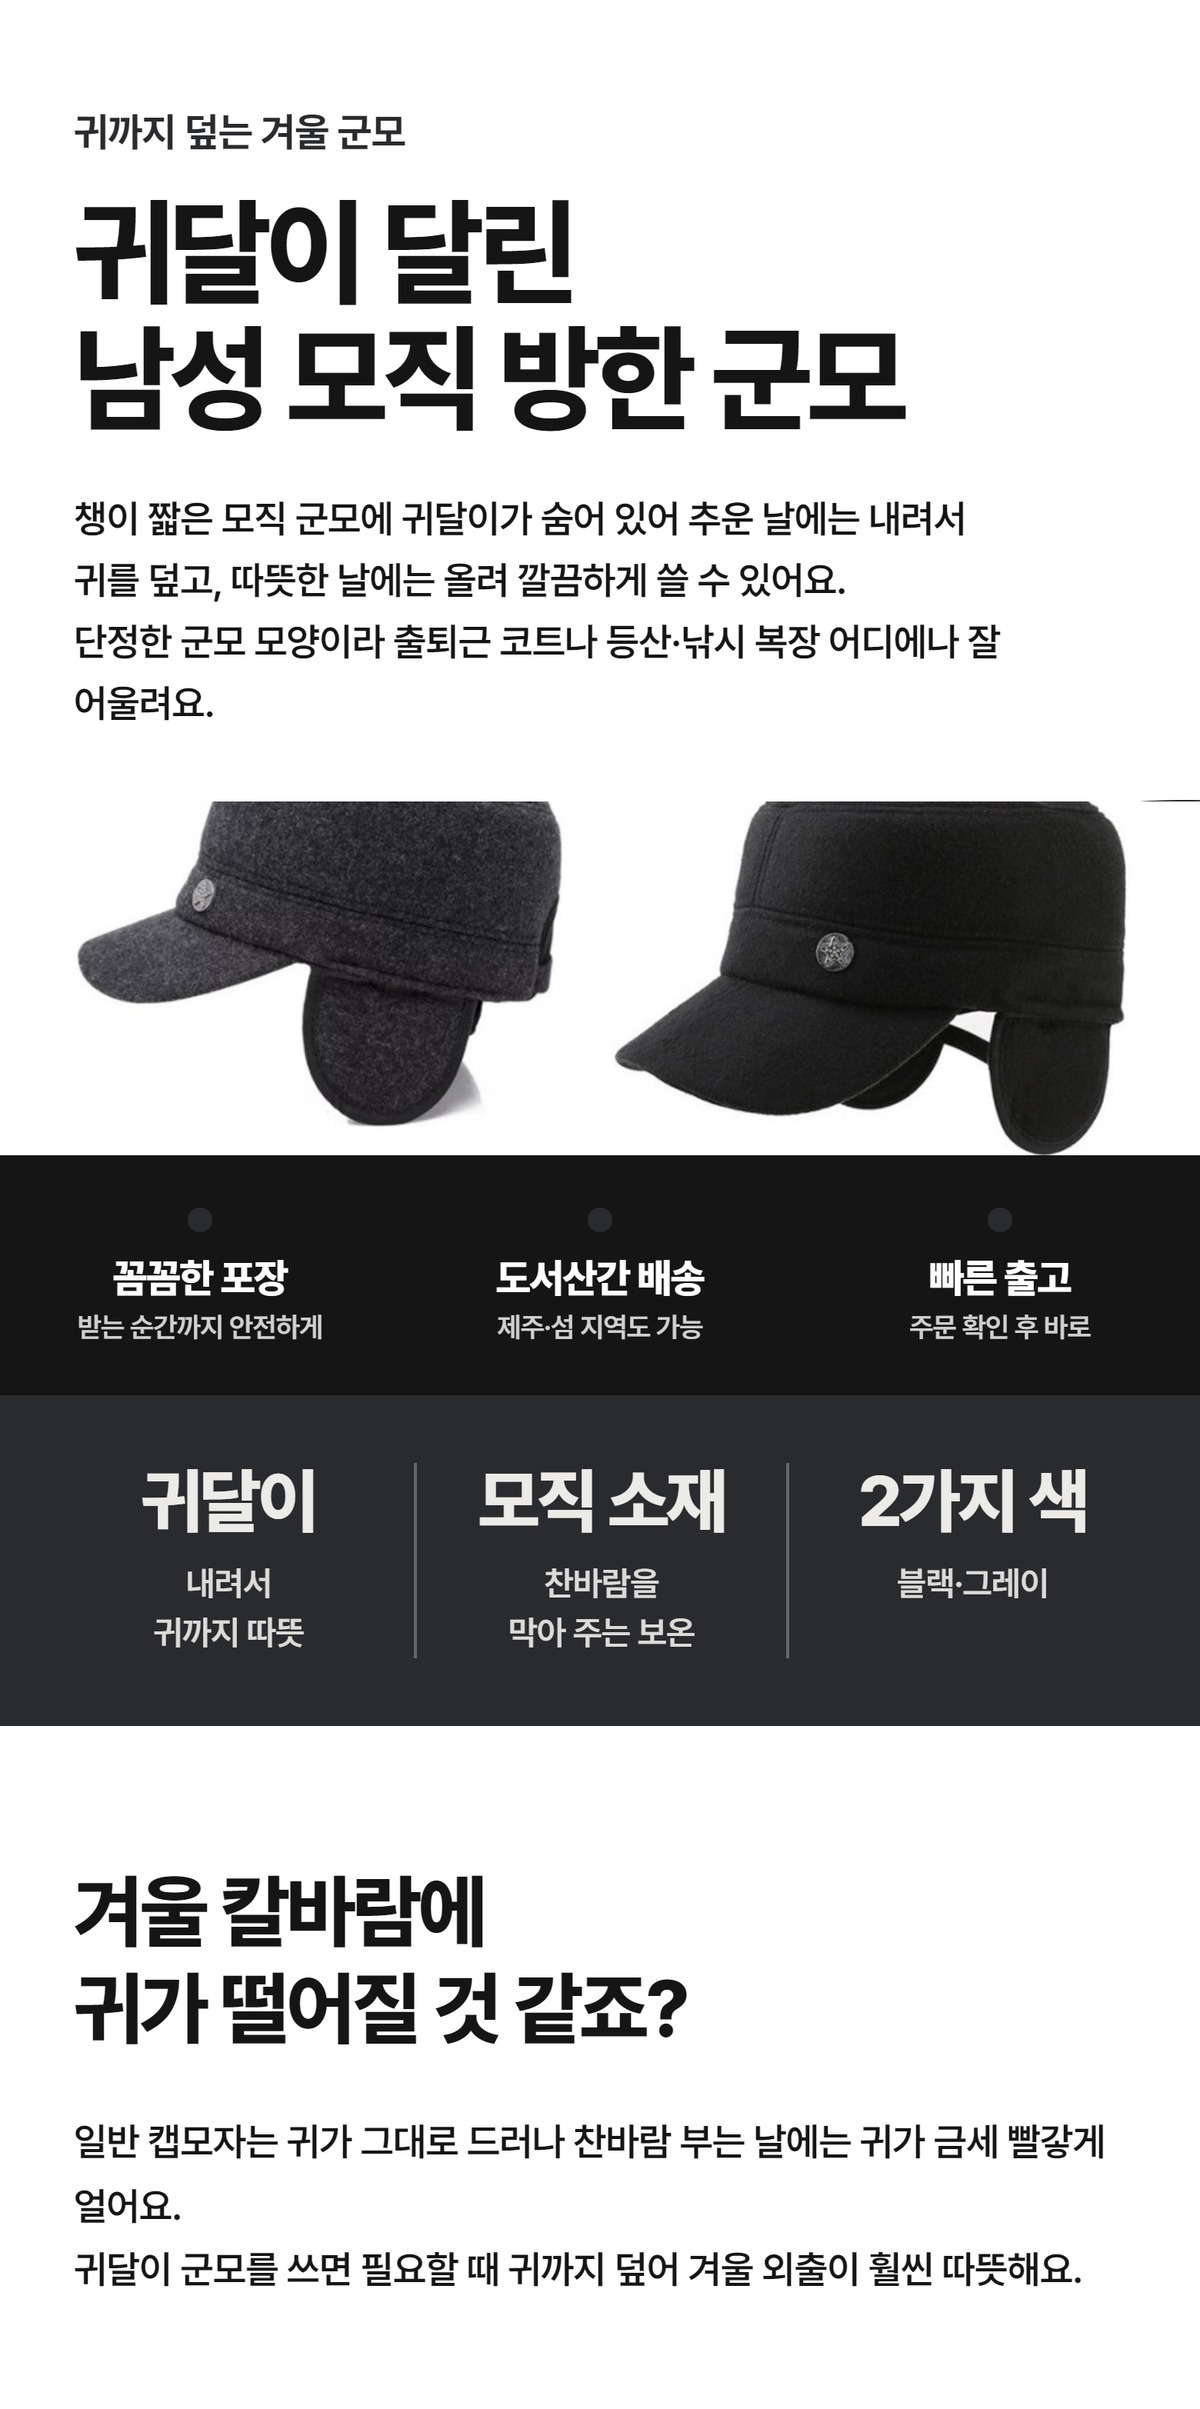 귀까지 덮는 겨울 군모
귀달이 달린
남성 모직 방한 군모
챙이 짧은 모직 군모에 귀달이가 숨어 있어 추운 날에는 내려서
귀를 덮고, 따뜻한 날에는 올려 깔끔하게 쓸 수 있어요.
단정한 군모 모양이라 출퇴근 코트나 등산·낚시 복장 어디에나 잘
어울려요.
꼼꼼한 포장
받는 순간까지 안전하게
도서산간 배송
제주·섬 지역도 가능
빠른 출고
주문 확인 후 바로
귀달이
내려서
귀까지 따뜻
모직 소재
찬바람을
막아 주는 보온
2가지 색
블랙·그레이
겨울 칼바람에
귀가 떨어질 것 같죠?
일반 캡모자는 귀가 그대로 드러나 찬바람 부는 날에는 귀가 금세 빨갛게
얼어요.
귀달이 군모를 쓰면 필요할 때 귀까지 덮어 겨울 외출이 훨씬 따뜻해요.